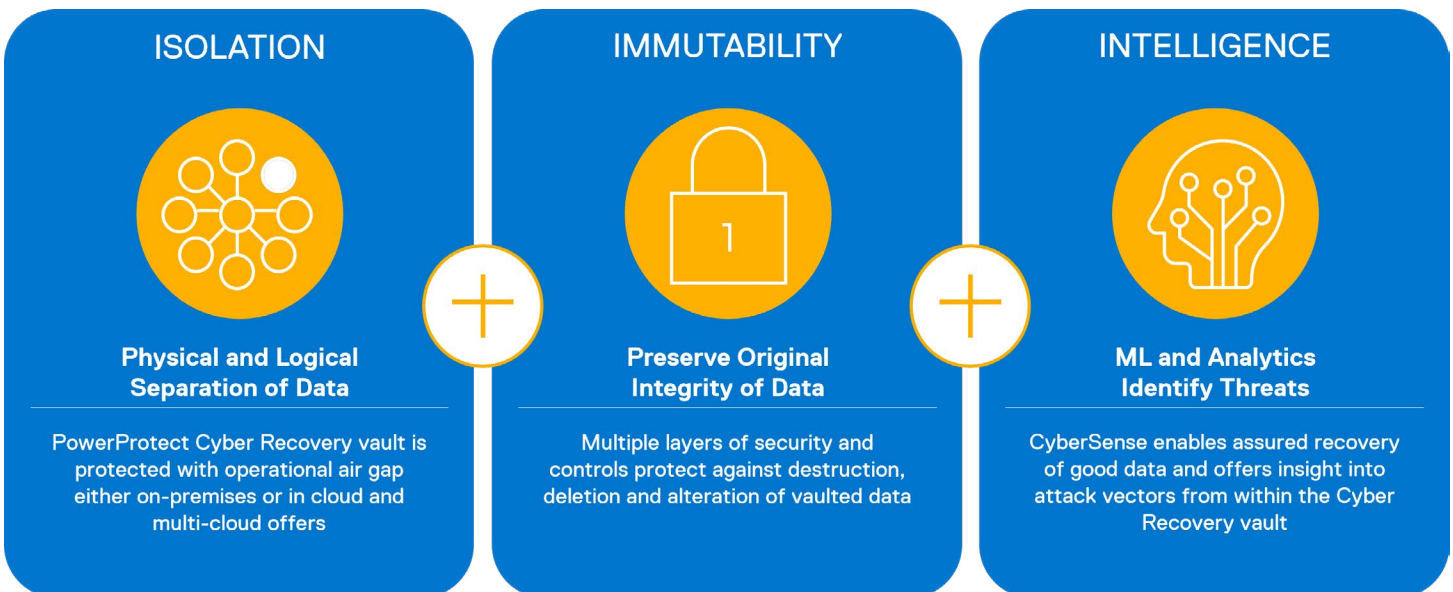 ISOLATION
Physical and Logical
Separation of Data
PowerProtect Cyber Recovery vault is
protected with operational air gap
either on-premises or in cloud and
multi-cloud offers
IMMUTABILITY
1
Preserve Original
Integrity of Data
Multiple layers of security and
controls protect against destruction,
deletion and alteration of vaulted data
INTELLIGENCE
ML and Analytics
Identify Threats
CyberSense enables assured recovery
of good data and offers insight into
attack vectors from within the Cyber
Recovery vault